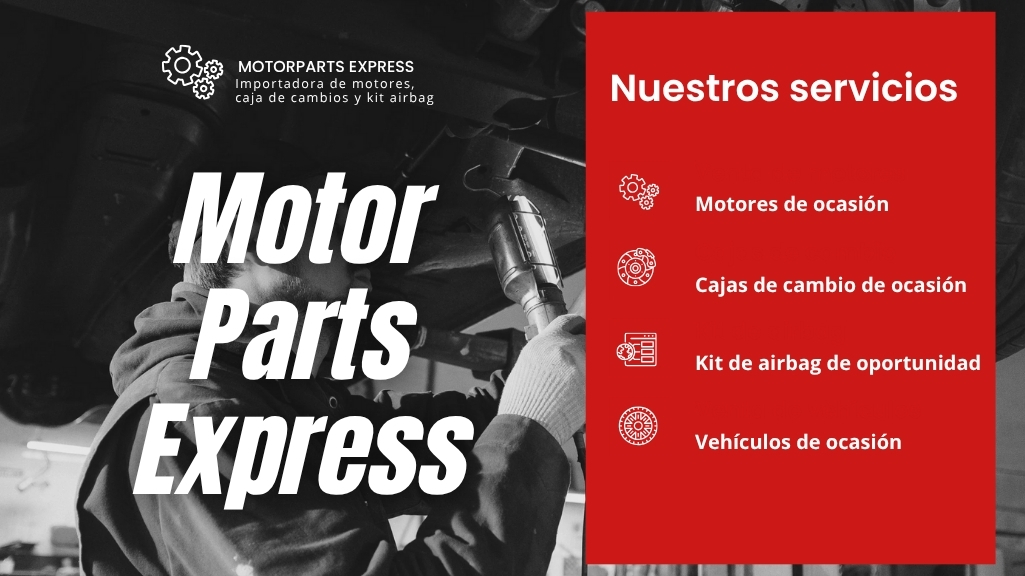 MOTORPARTS EXPRESS
Importadora de motores,
caja de cambios y kit airbag
Motor
Parts
Express
Nuestros servicios
Motores de ocasión
Cajas de cambio de ocasión
Kit de airbag de oportunidad
Vehículos de ocasión